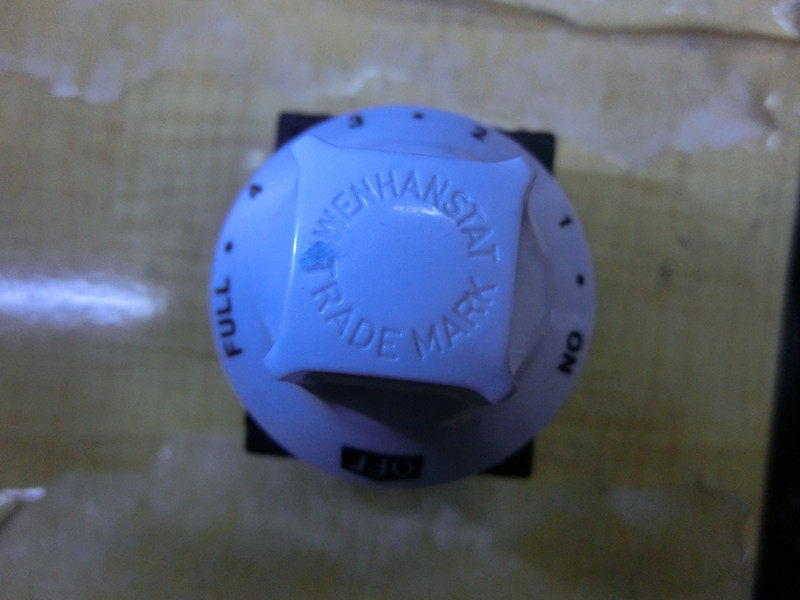 WENHANSTAT
TRADE MARK
OFF
ON
1
2
3
4
FULL